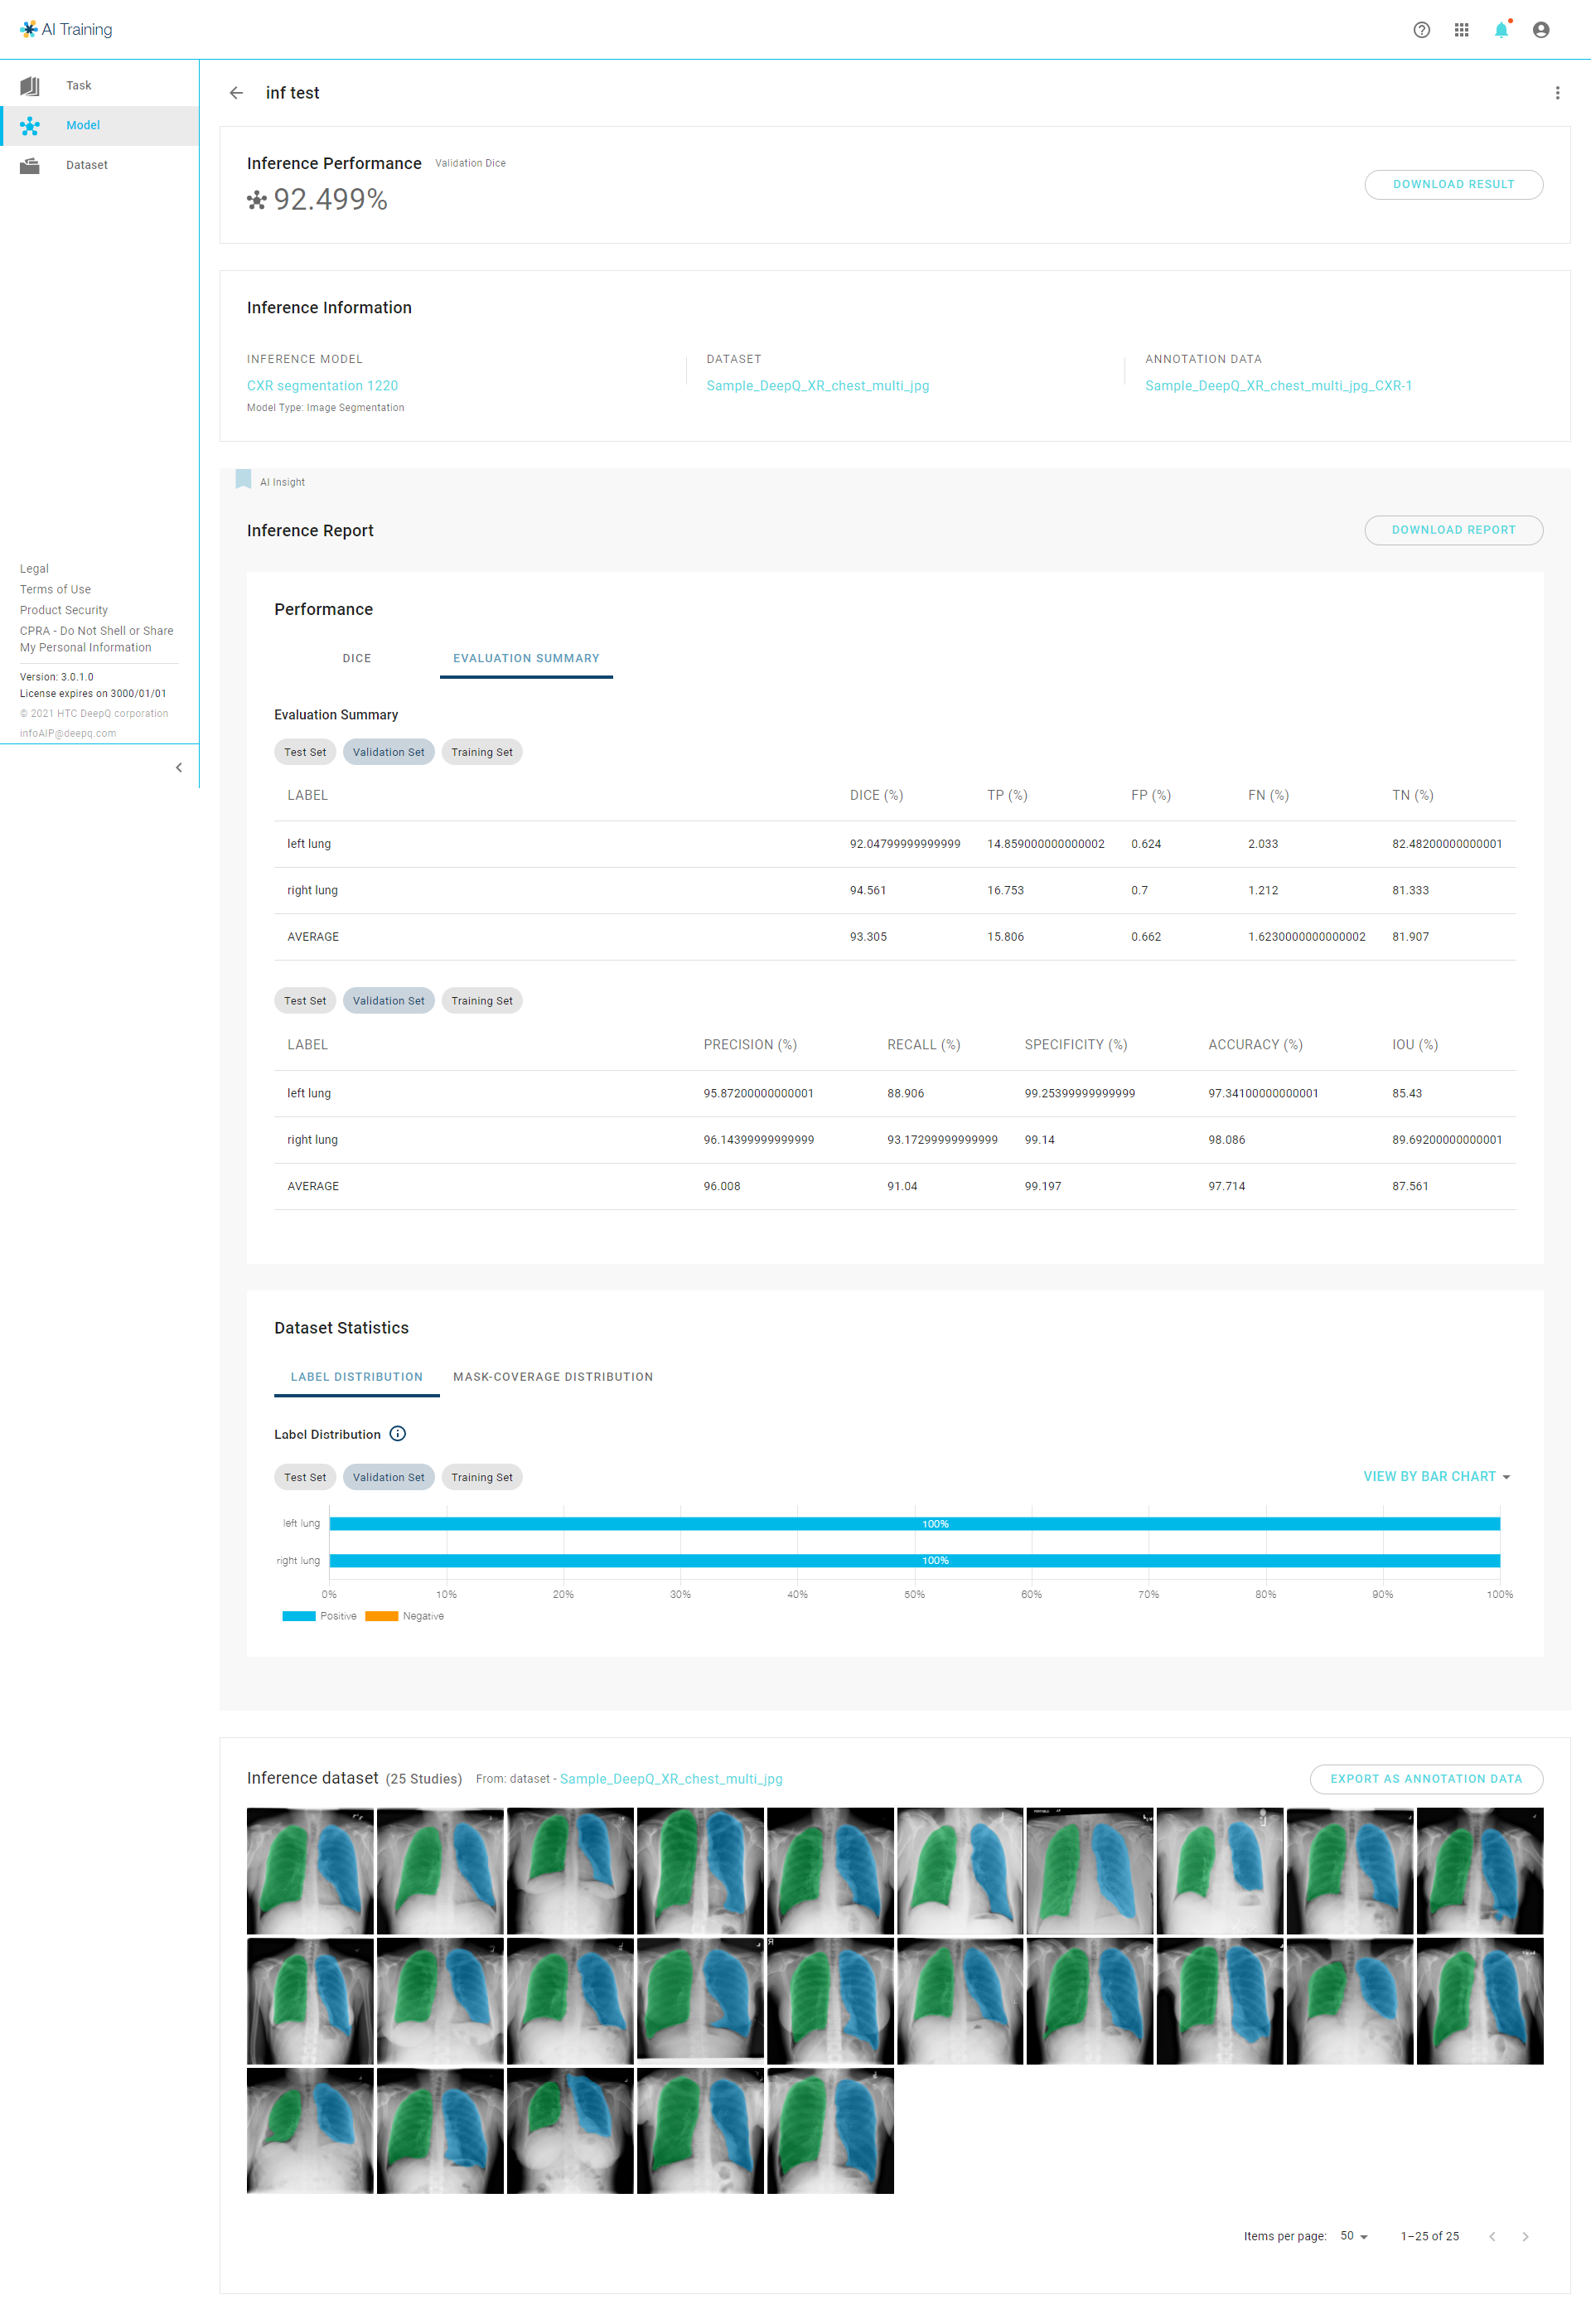 AI Training
Task
Model
Dataset
Legal
Terms of Use
Product Security
CPRA - Do Not Shell or Share
My Personal Information
Version: 3.0.1.0
License expires on 3000/01/01
© 2021 HTC DeepQ corporation
infoAIP@deepq.com
inf test
Inference Performance Validation Dice
92.499%
DOWNLOAD RESULT
Inference Information
INFERENCE MODEL DATASET ANNOTATION DATA
CXR segmentation 1220 Sample_DeepQ_XR_chest_multi_jpg Sample_DeepQ_XR_chest_multi_jpg_CXR-1
Model Type: Image Segmentation
AI Insight
Inference Report DOWNLOAD REPORT
Performance
DICE EVALUATION SUMMARY
Evaluation Summary
Test Set Validation Set Training Set
LABEL DICE (%) TP (%) FP (%) FN (%) TN (%)
left lung 92.04799999999999 14.859000000000002 0.624 2.033 82.48200000000001
right lung 94.561 16.753 0.7 1.212 81.333
AVERAGE 93.305 15.806 0.662 1.6230000000000002 81.907
Test Set Validation Set Training Set
LABEL PRECISION (%) RECALL (%) SPECIFICITY (%) ACCURACY (%) IOU (%)
left lung 95.87200000000001 88.906 99.25399999999999 97.34100000000001 85.43
right lung 96.14399999999999 93.17299999999999 99.14 98.086 89.69200000000001
AVERAGE 96.008 91.04 99.197 97.714 87.561
Dataset Statistics
LABEL DISTRIBUTION MASK-COVERAGE DISTRIBUTION
Label Distribution
Test Set Validation Set Training Set VIEW BY BAR CHART
left lung 100%
right lung 100%
0% 10% 20% 30% 40% 50% 60% 70% 80% 90% 100%
Positive Negative
Inference dataset (25 Studies) From: dataset - Sample_DeepQ_XR_chest_multi_jpg EXPORT AS ANNOTATION DATA
Items per page: 50 1–25 of 25